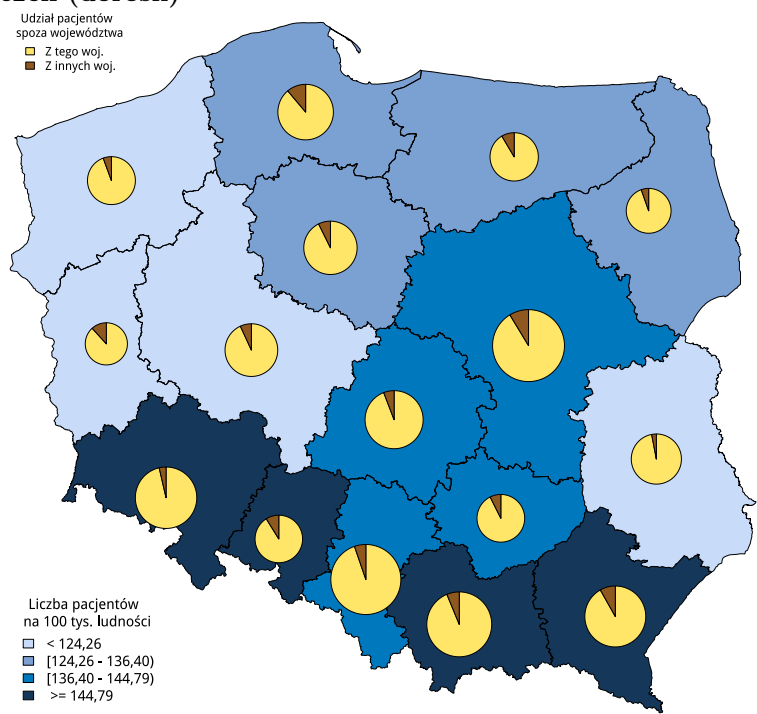 Udział pacjentów
spoza województwa
Z tego woj.
Z innych woj.
Liczba pacjentów
na 100 tys. ludności
< 124,26
[124,26 - 136,40)
[136,40 - 144,79)
>= 144,79